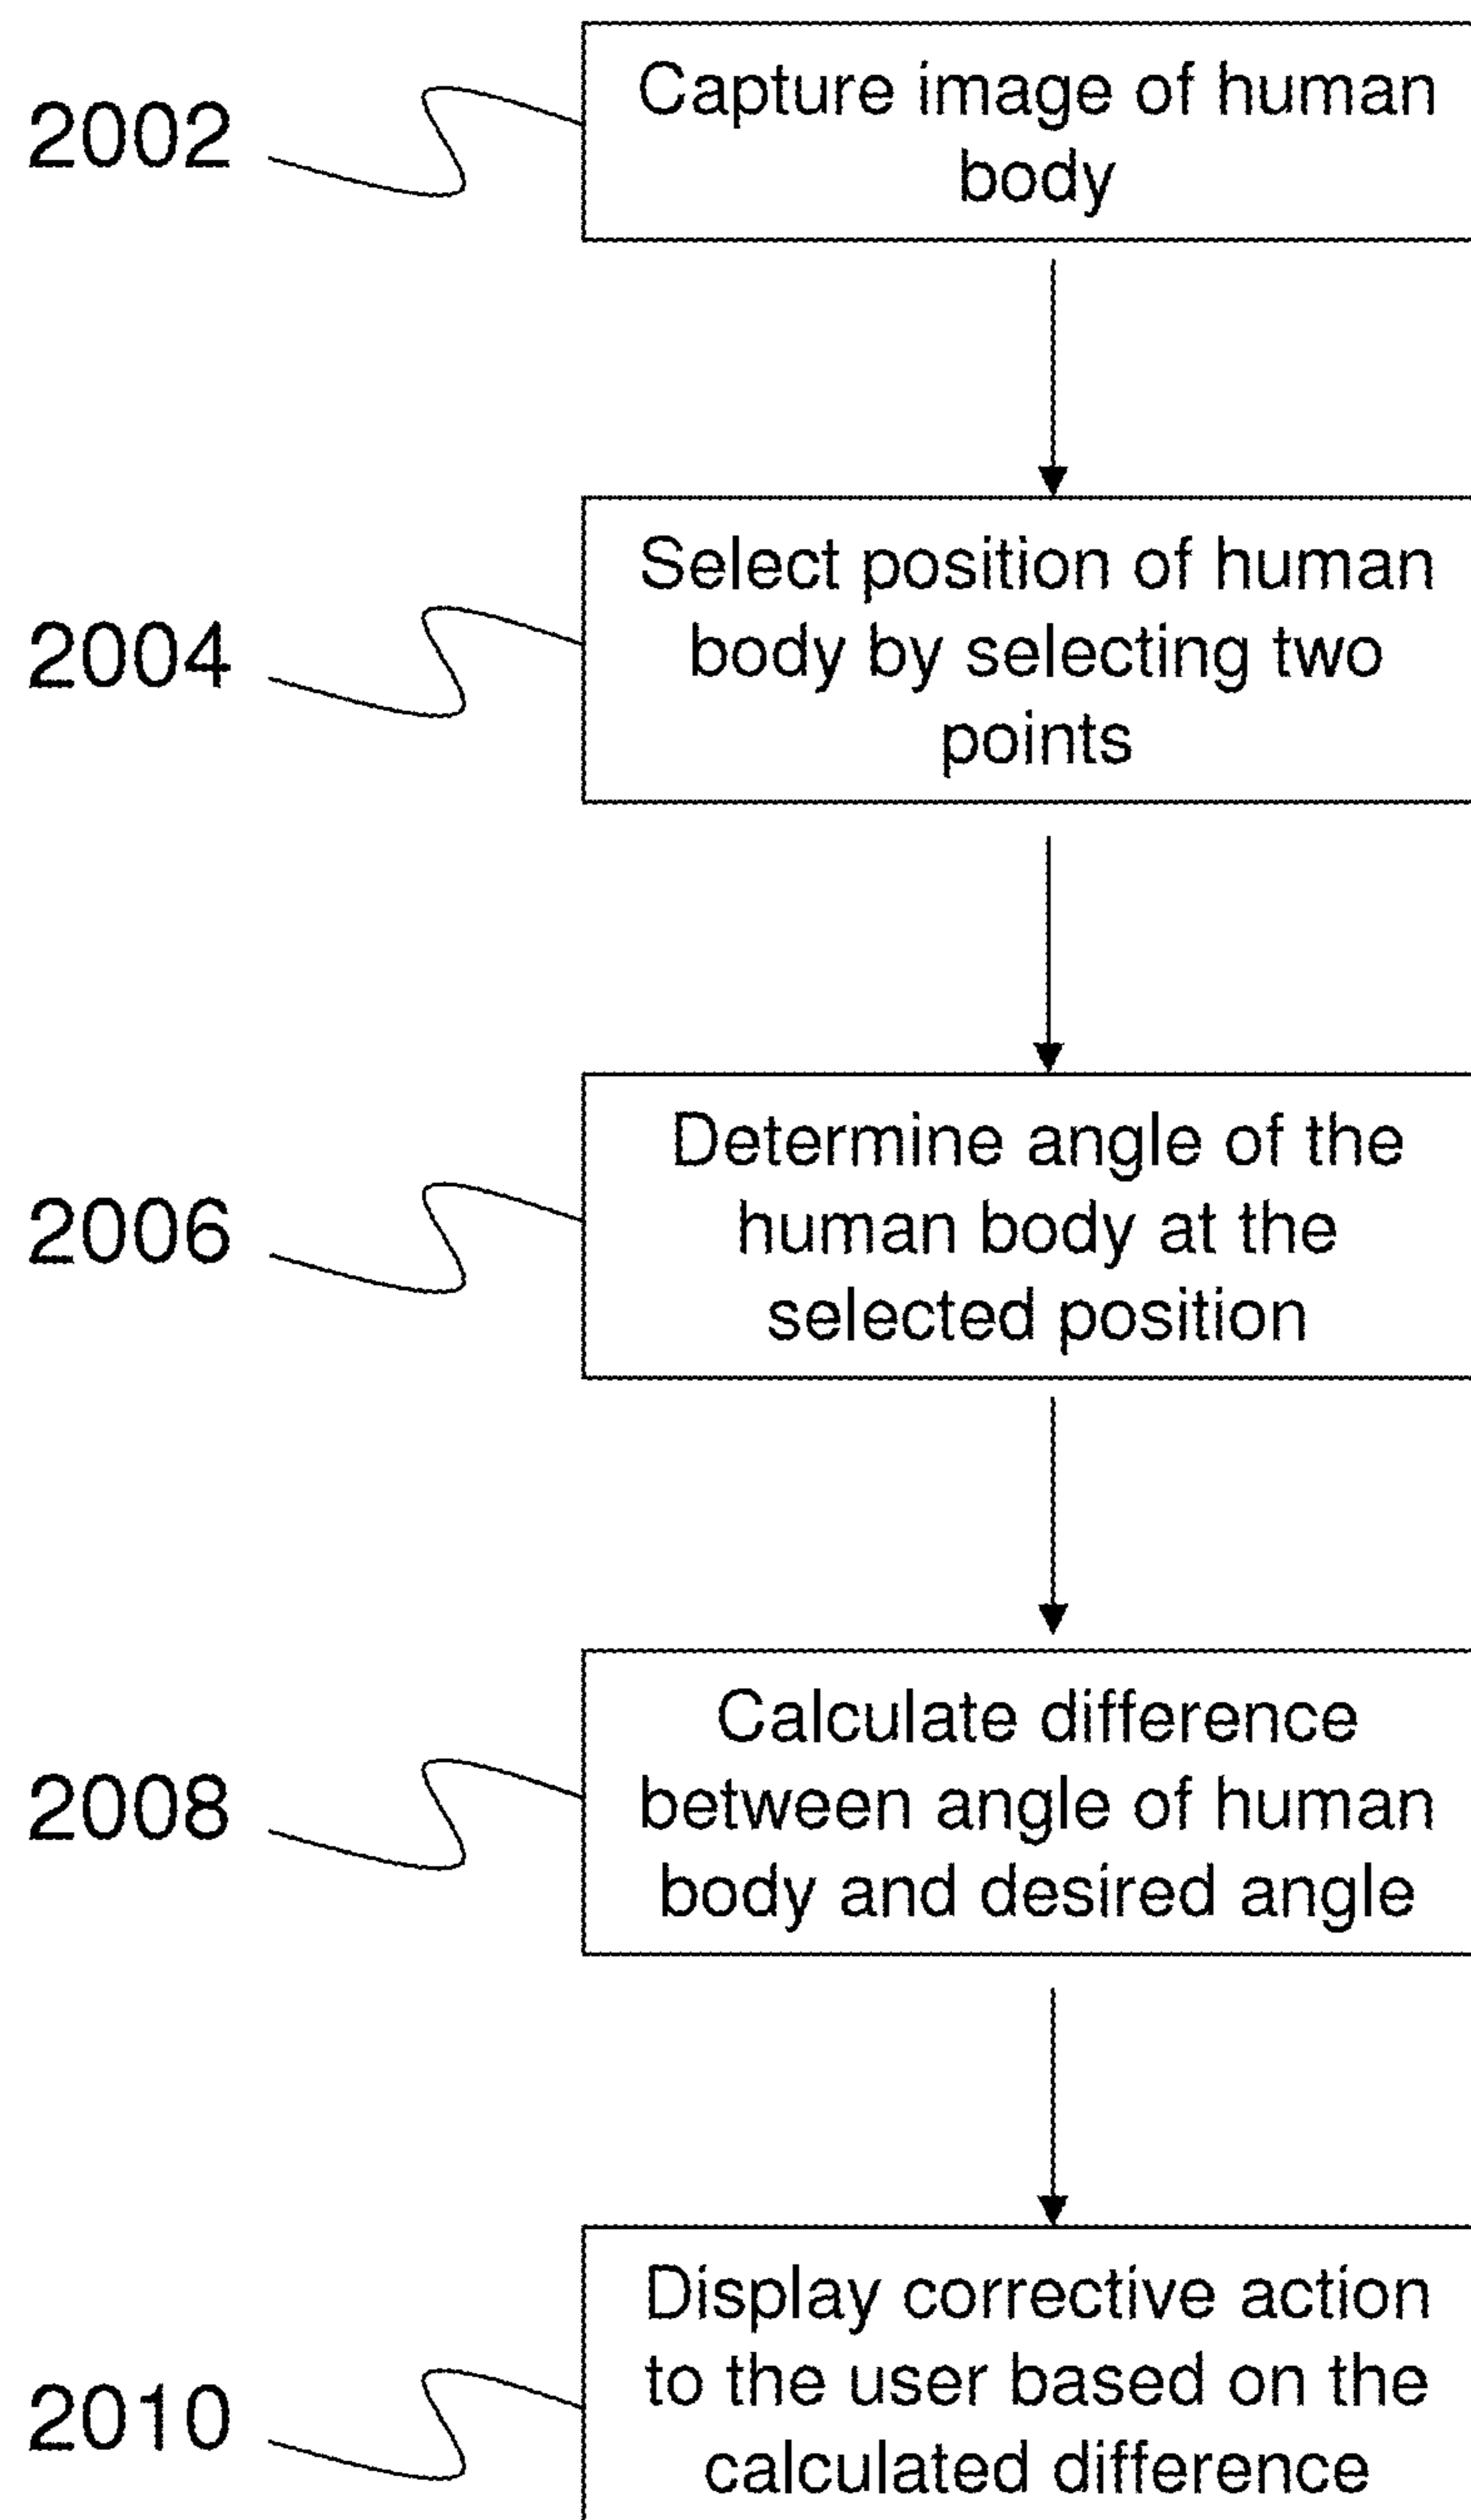 2002
Capture image of human
body
2004
Select position of human
body by selecting two
points
2006
Determine angle of the
human body at the
selected position
2008
Calculate difference
between angle of human
body and desired angle
2010
Display corrective action
to the user based on the
calculated difference